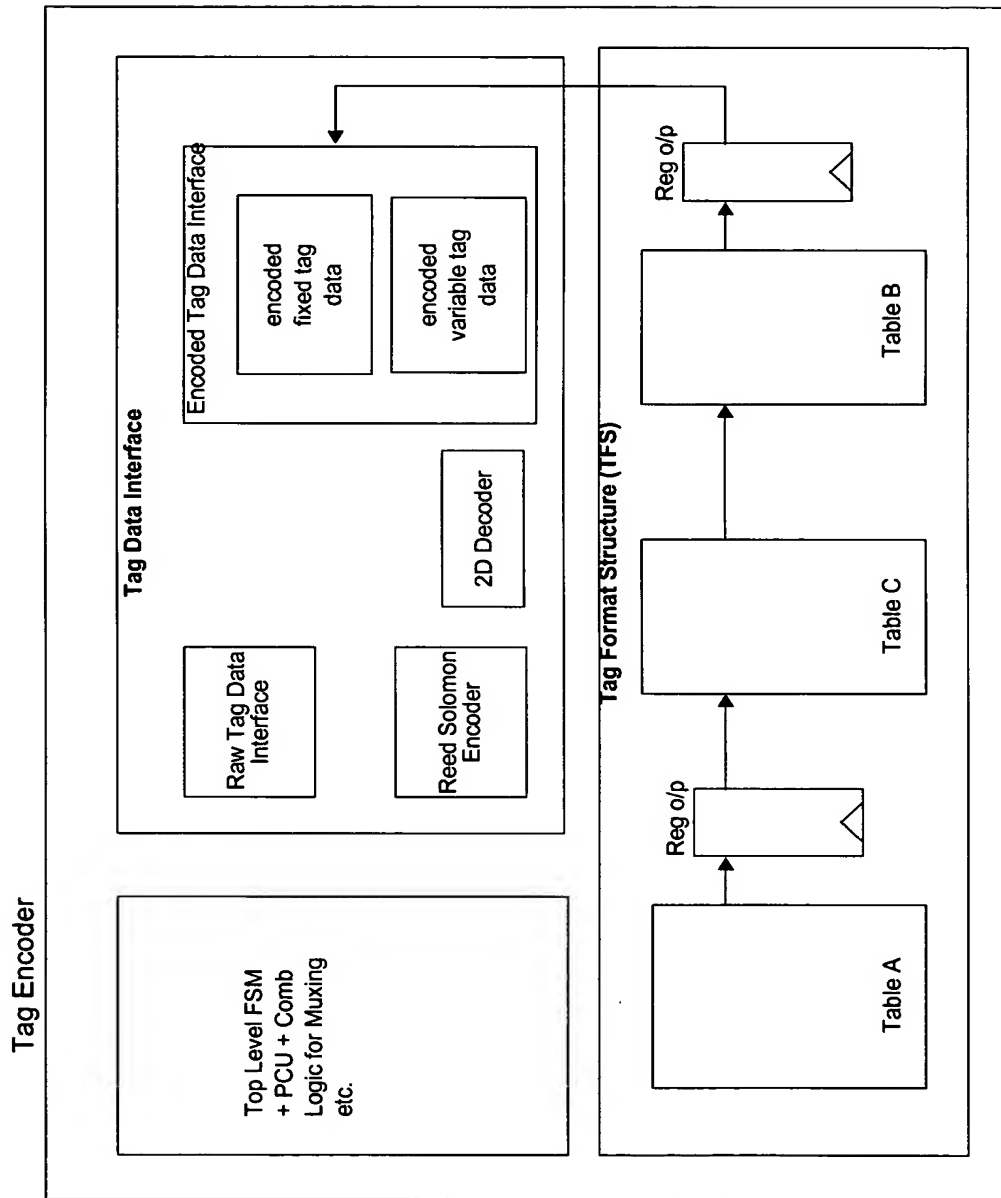 Tag Encoder
Top Level FSM
+ PCU + Comb
Logic for Muxing
etc.
Tag Data Interface
Raw Tag Data
Interface
Reed Solomon
Encoder
2D Decoder
Encoded Tag Data Interface
encoded
fixed tag
data
encoded
variable tag
data
Tag Format Structure (TFS)
Table A
Reg o/p
Table C
Table B
Reg o/p